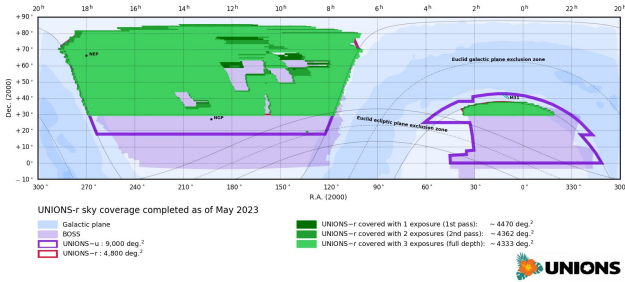 20h 18h 16h 14h 12h 10h 8h 6h 4h 2h 0h 22h 20h
+90°
+80°
+70°
+60°
+50°
+40°
+30°
+20°
+10°
0°
−10°
Dec. (2000)
NEP
NGP
Euclid galactic plane exclusion zone
M31
Euclid ecliptic plane exclusion zone
300° 270° 240° 210° 180° 150° 120° 90° 60° 30° 0° 330° 300°
R.A. (2000)
UNIONS-r sky coverage completed as of May 2023
Galactic plane
BOSS
UNIONS−u : 9,000 deg.²
UNIONS−r : 4,800 deg.²
UNIONS−r covered with 1 exposure (1st pass): ~ 4470 deg.²
UNIONS−r covered with 2 exposures (2nd pass): ~ 4362 deg.²
UNIONS−r covered with 3 exposures (full depth): ~ 4333 deg.²
UNIONS